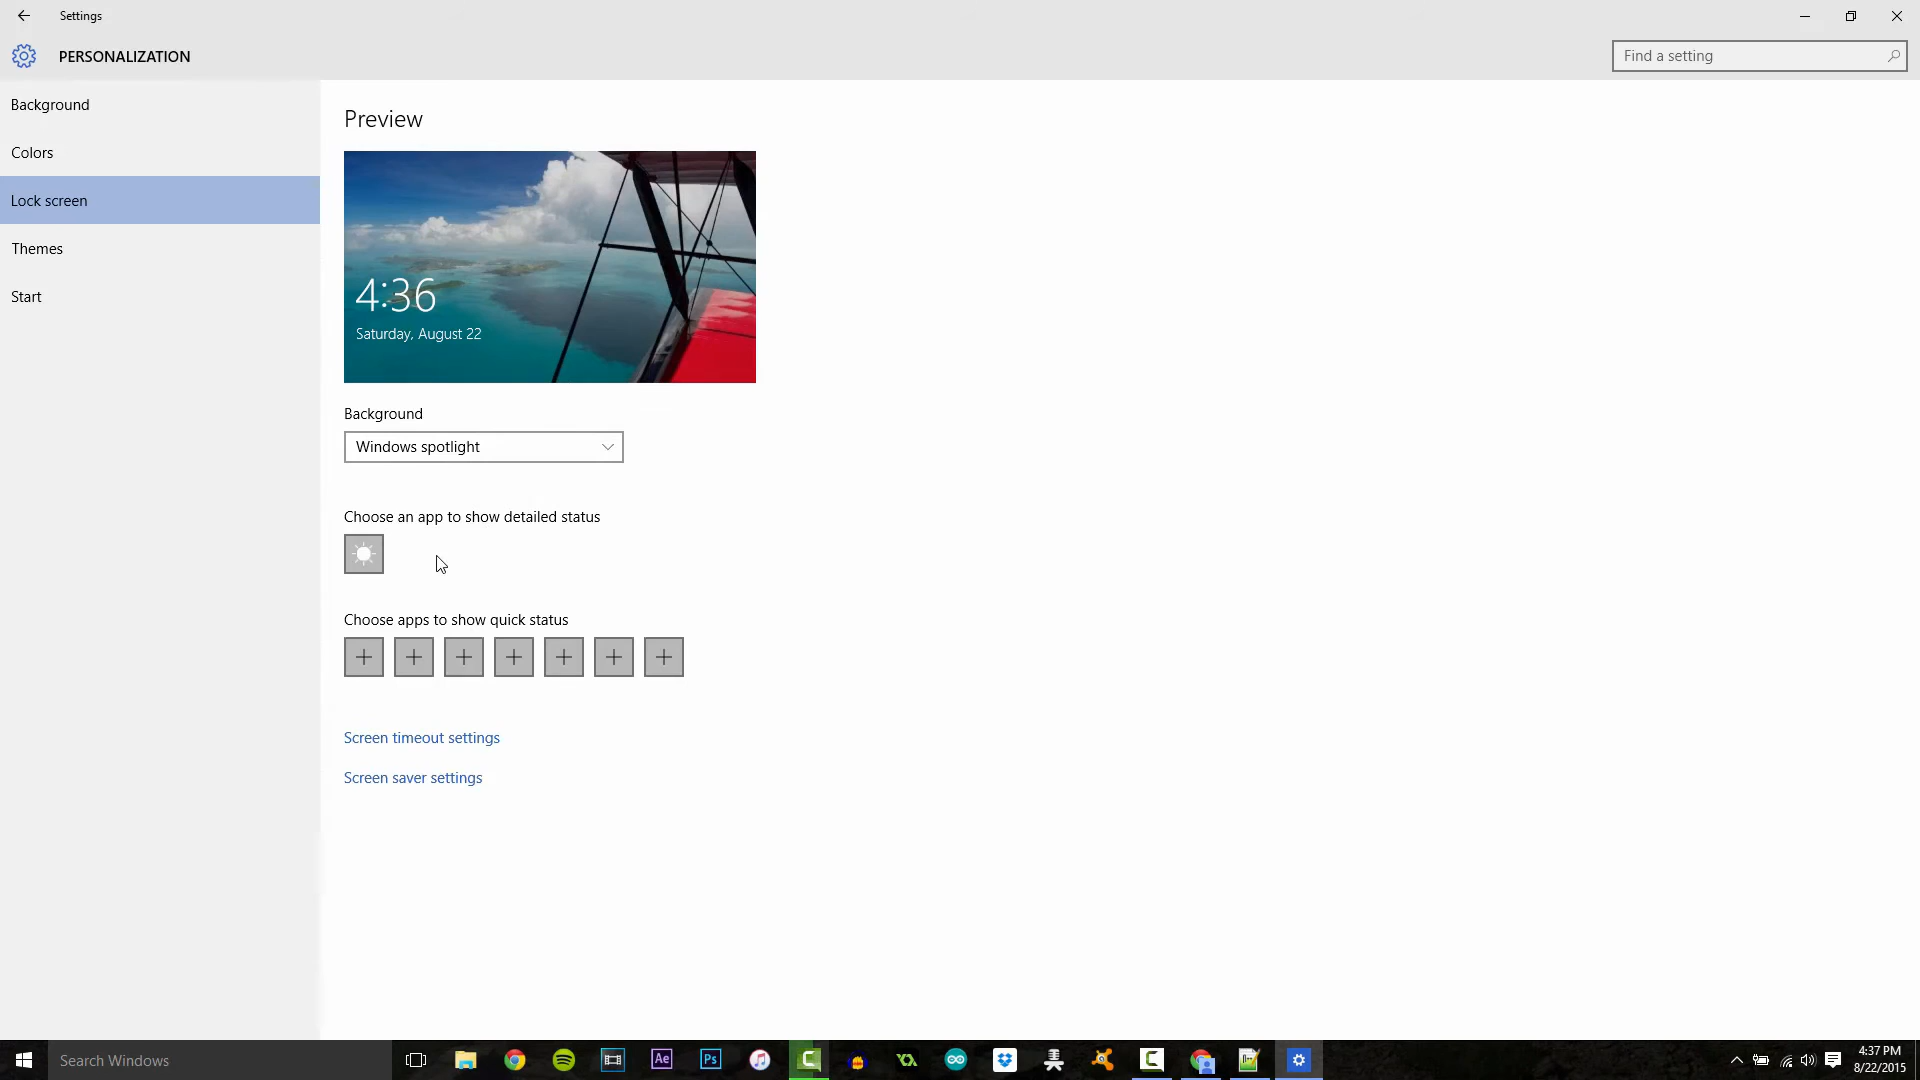 Settings
PERSONALIZATION
Find a setting
Background
Colors
Lock screen
Themes
Start
Preview
4:36
Saturday, August 22
Background
Windows spotlight
Choose an app to show detailed status
Choose apps to show quick status
Screen timeout settings
Screen saver settings
Search Windows
Ae
Ps
4:37 PM
8/22/2015